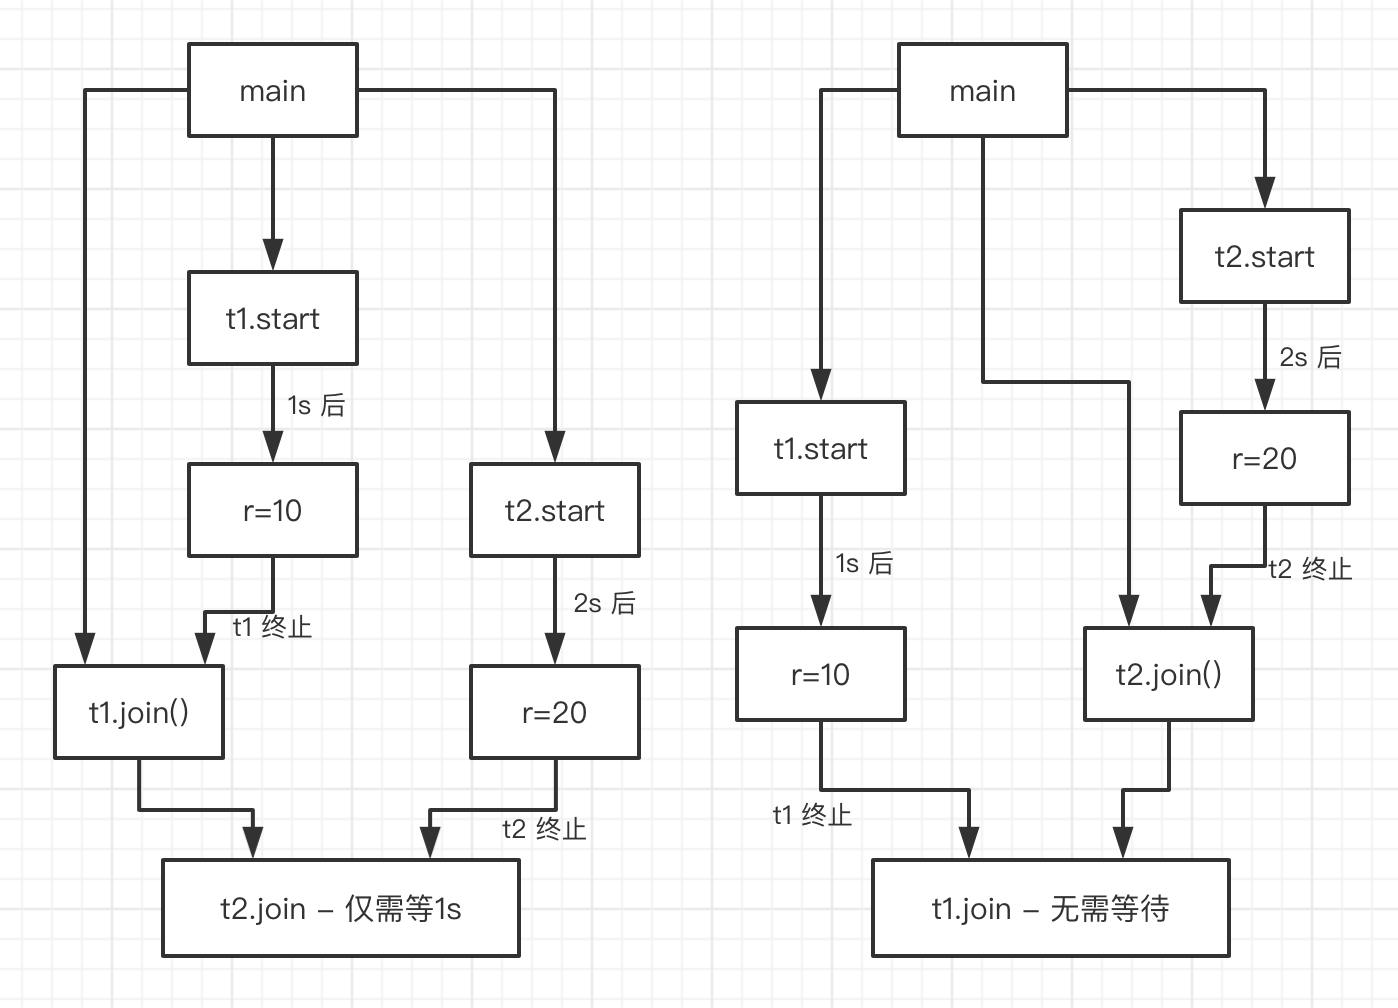 main
t1.start
1s 后
r=10
t2.start
t1 终止
2s 后
t1.join()
r=20
t2 终止
t2.join – 仅需等1s
main
t2.start
2s 后
t1.start
r=20
1s 后
t2 终止
r=10
t2.join()
t1 终止
t1.join – 无需等待